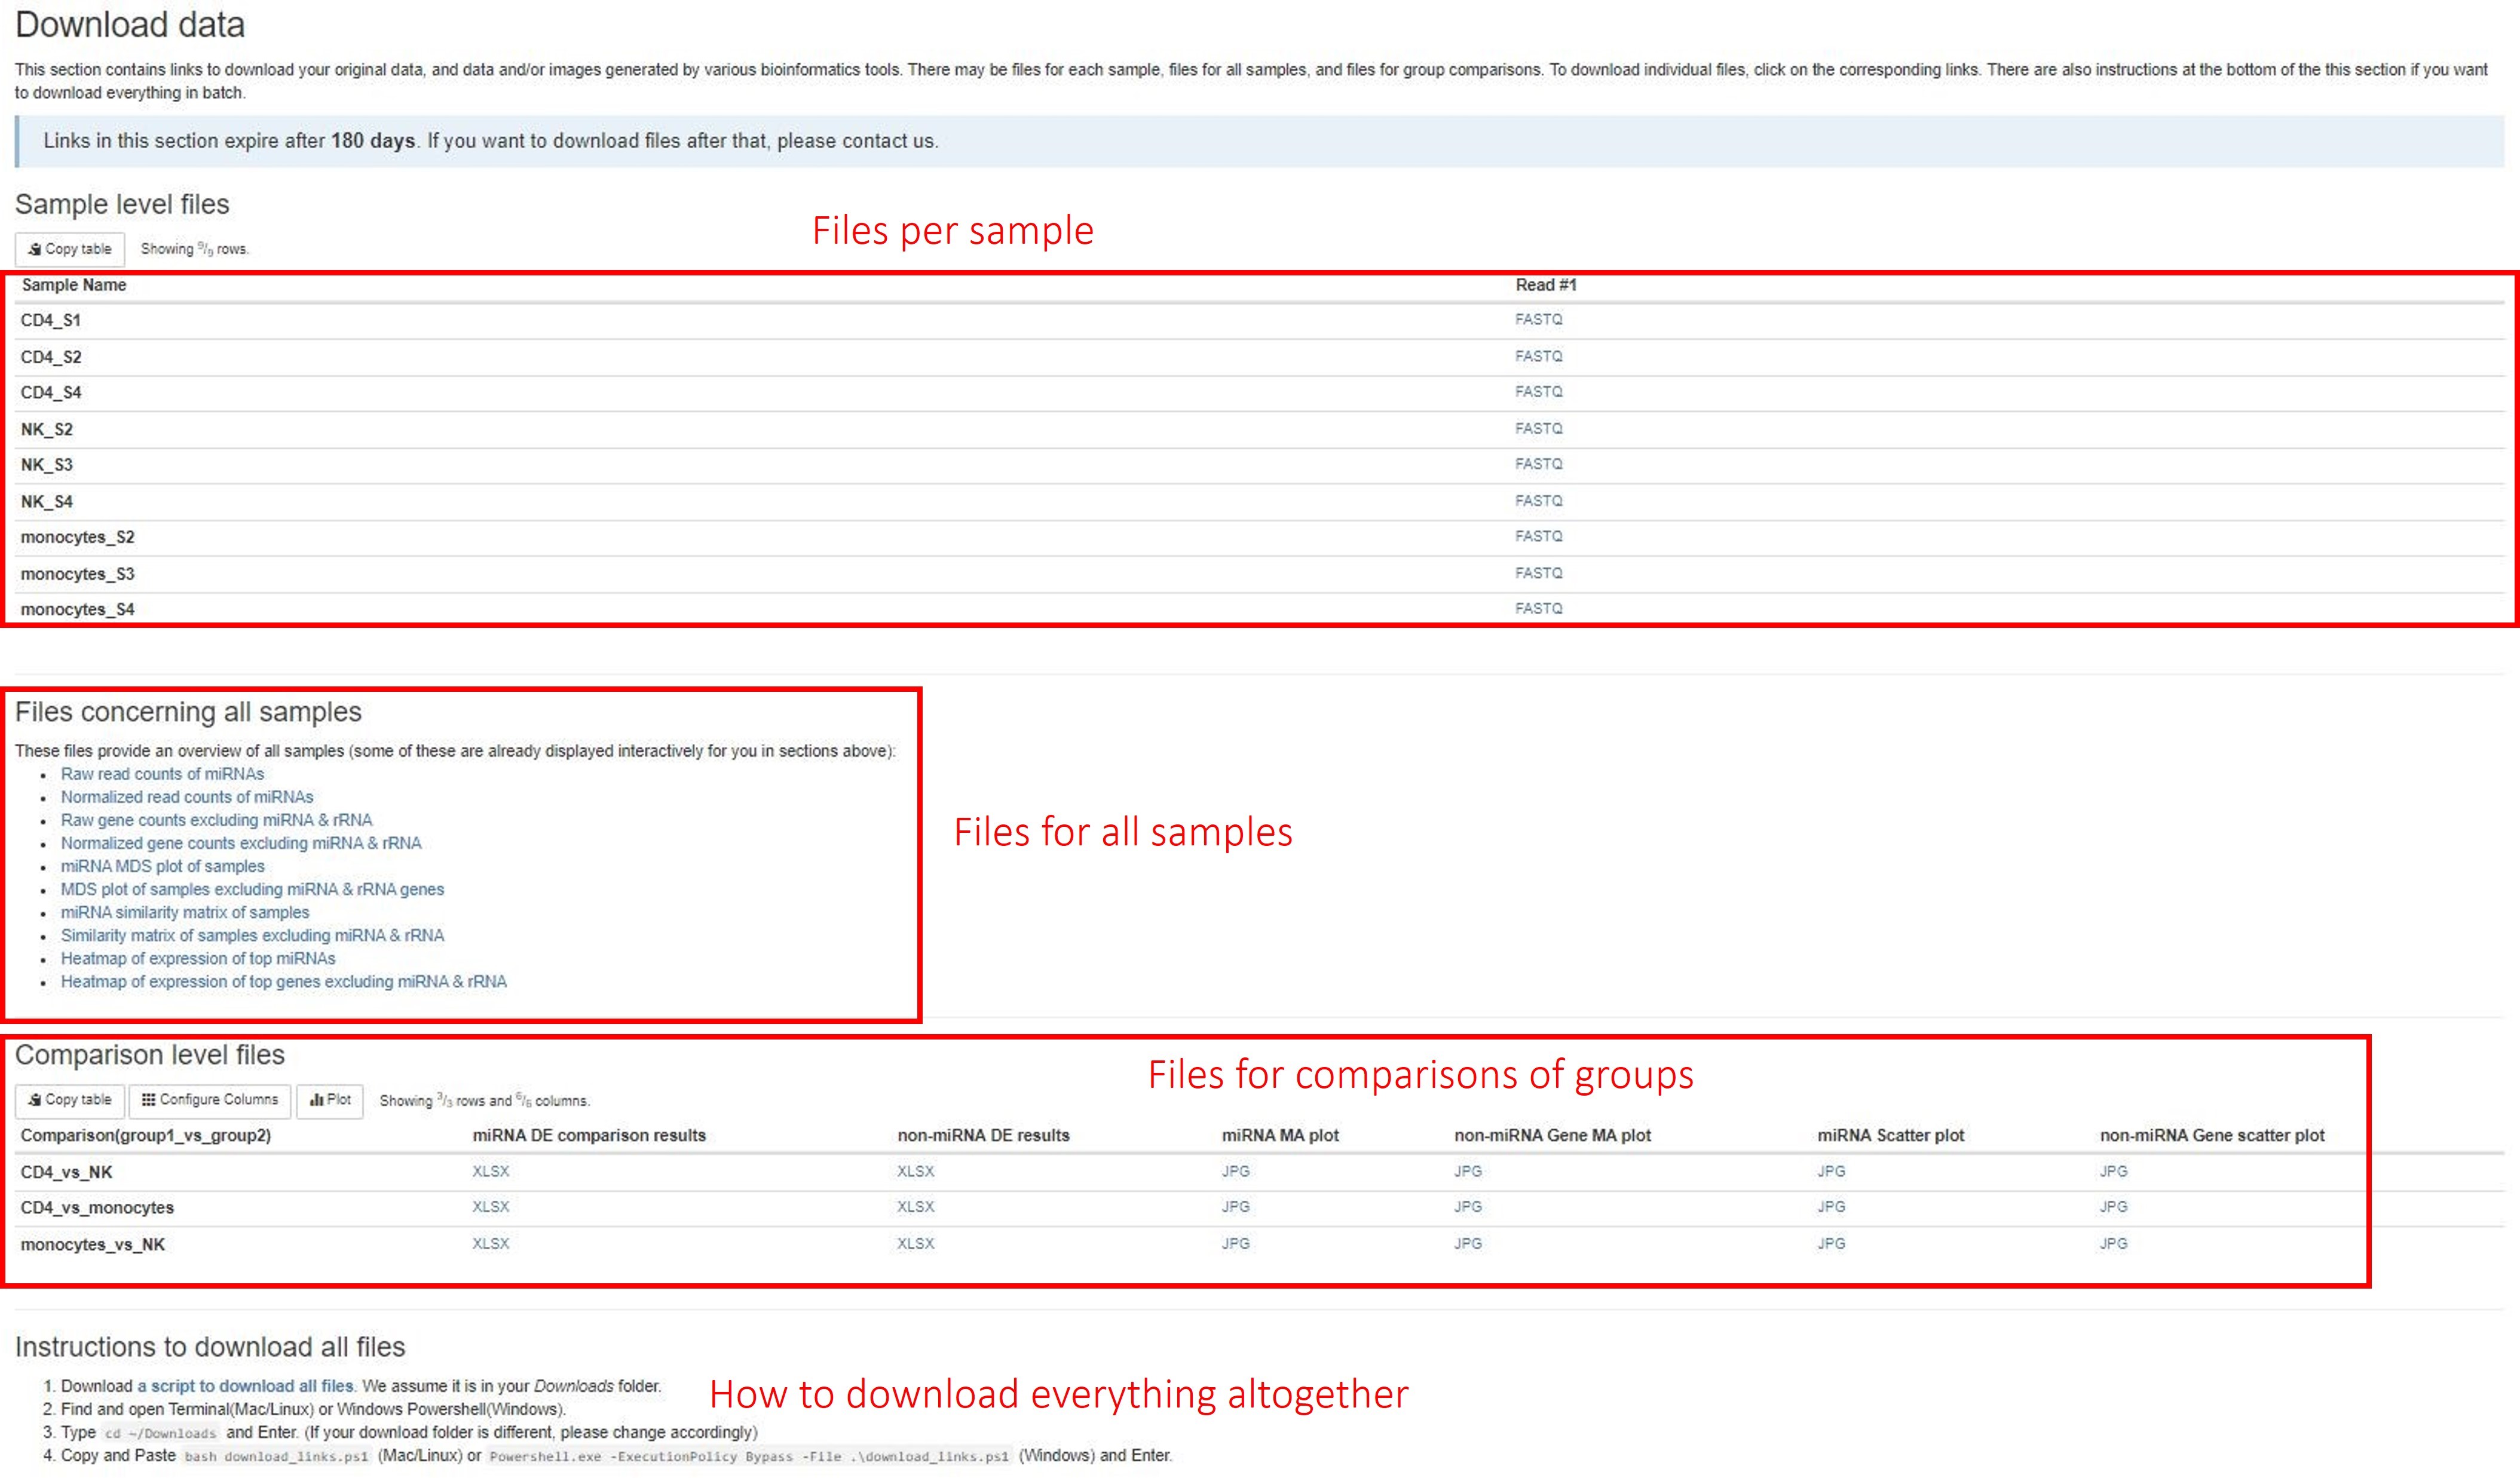 Download data
This section contains links to download your original data, and data and/or images generated by various bioinformatics tools. There may be files for each sample, files for all samples, and files for group comparisons. To download individual files, click on the corresponding links. There are also instructions at the bottom of the this section if you want
to download everything in batch.
Links in this section expire after 180 days. If you want to download files after that, please contact us.
Sample level files
Files per sample
Copy table Showing 9/9 rows.
Sample Name Read #1
CD4_S1 FASTQ
CD4_S2 FASTQ
CD4_S4 FASTQ
NK_S2 FASTQ
NK_S3 FASTQ
NK_S4 FASTQ
monocytes_S2 FASTQ
monocytes_S3 FASTQ
monocytes_S4 FASTQ
Files concerning all samples
These files provide an overview of all samples (some of these are already displayed interactively for you in sections above):
• Raw read counts of miRNAs
• Normalized read counts of miRNAs
• Raw gene counts excluding miRNA & rRNA
• Normalized gene counts excluding miRNA & rRNA
• miRNA MDS plot of samples
• MDS plot of samples excluding miRNA & rRNA genes
• miRNA similarity matrix of samples
• Similarity matrix of samples excluding miRNA & rRNA
• Heatmap of expression of top miRNAs
• Heatmap of expression of top genes excluding miRNA & rRNA
Files for all samples
Comparison level files
Files for comparisons of groups
Copy table Configure Columns Plot Showing 3/3 rows and 6/6 columns.
Comparison(group1_vs_group2) miRNA DE comparison results non-miRNA DE results miRNA MA plot non-miRNA Gene MA plot miRNA Scatter plot non-miRNA Gene scatter plot
CD4_vs_NK XLSX XLSX JPG JPG JPG JPG
CD4_vs_monocytes XLSX XLSX JPG JPG JPG JPG
monocytes_vs_NK XLSX XLSX JPG JPG JPG JPG
Instructions to download all files
1. Download a script to download all files. We assume it is in your Downloads folder.
How to download everything altogether
2. Find and open Terminal(Mac/Linux) or Windows Powershell(Windows).
3. Type cd ~/Downloads and Enter. (If your download folder is different, please change accordingly)
4. Copy and Paste bash download_links.ps1 (Mac/Linux) or Powershell.exe -ExecutionPolicy Bypass -File .\download_links.ps1 (Windows) and Enter.